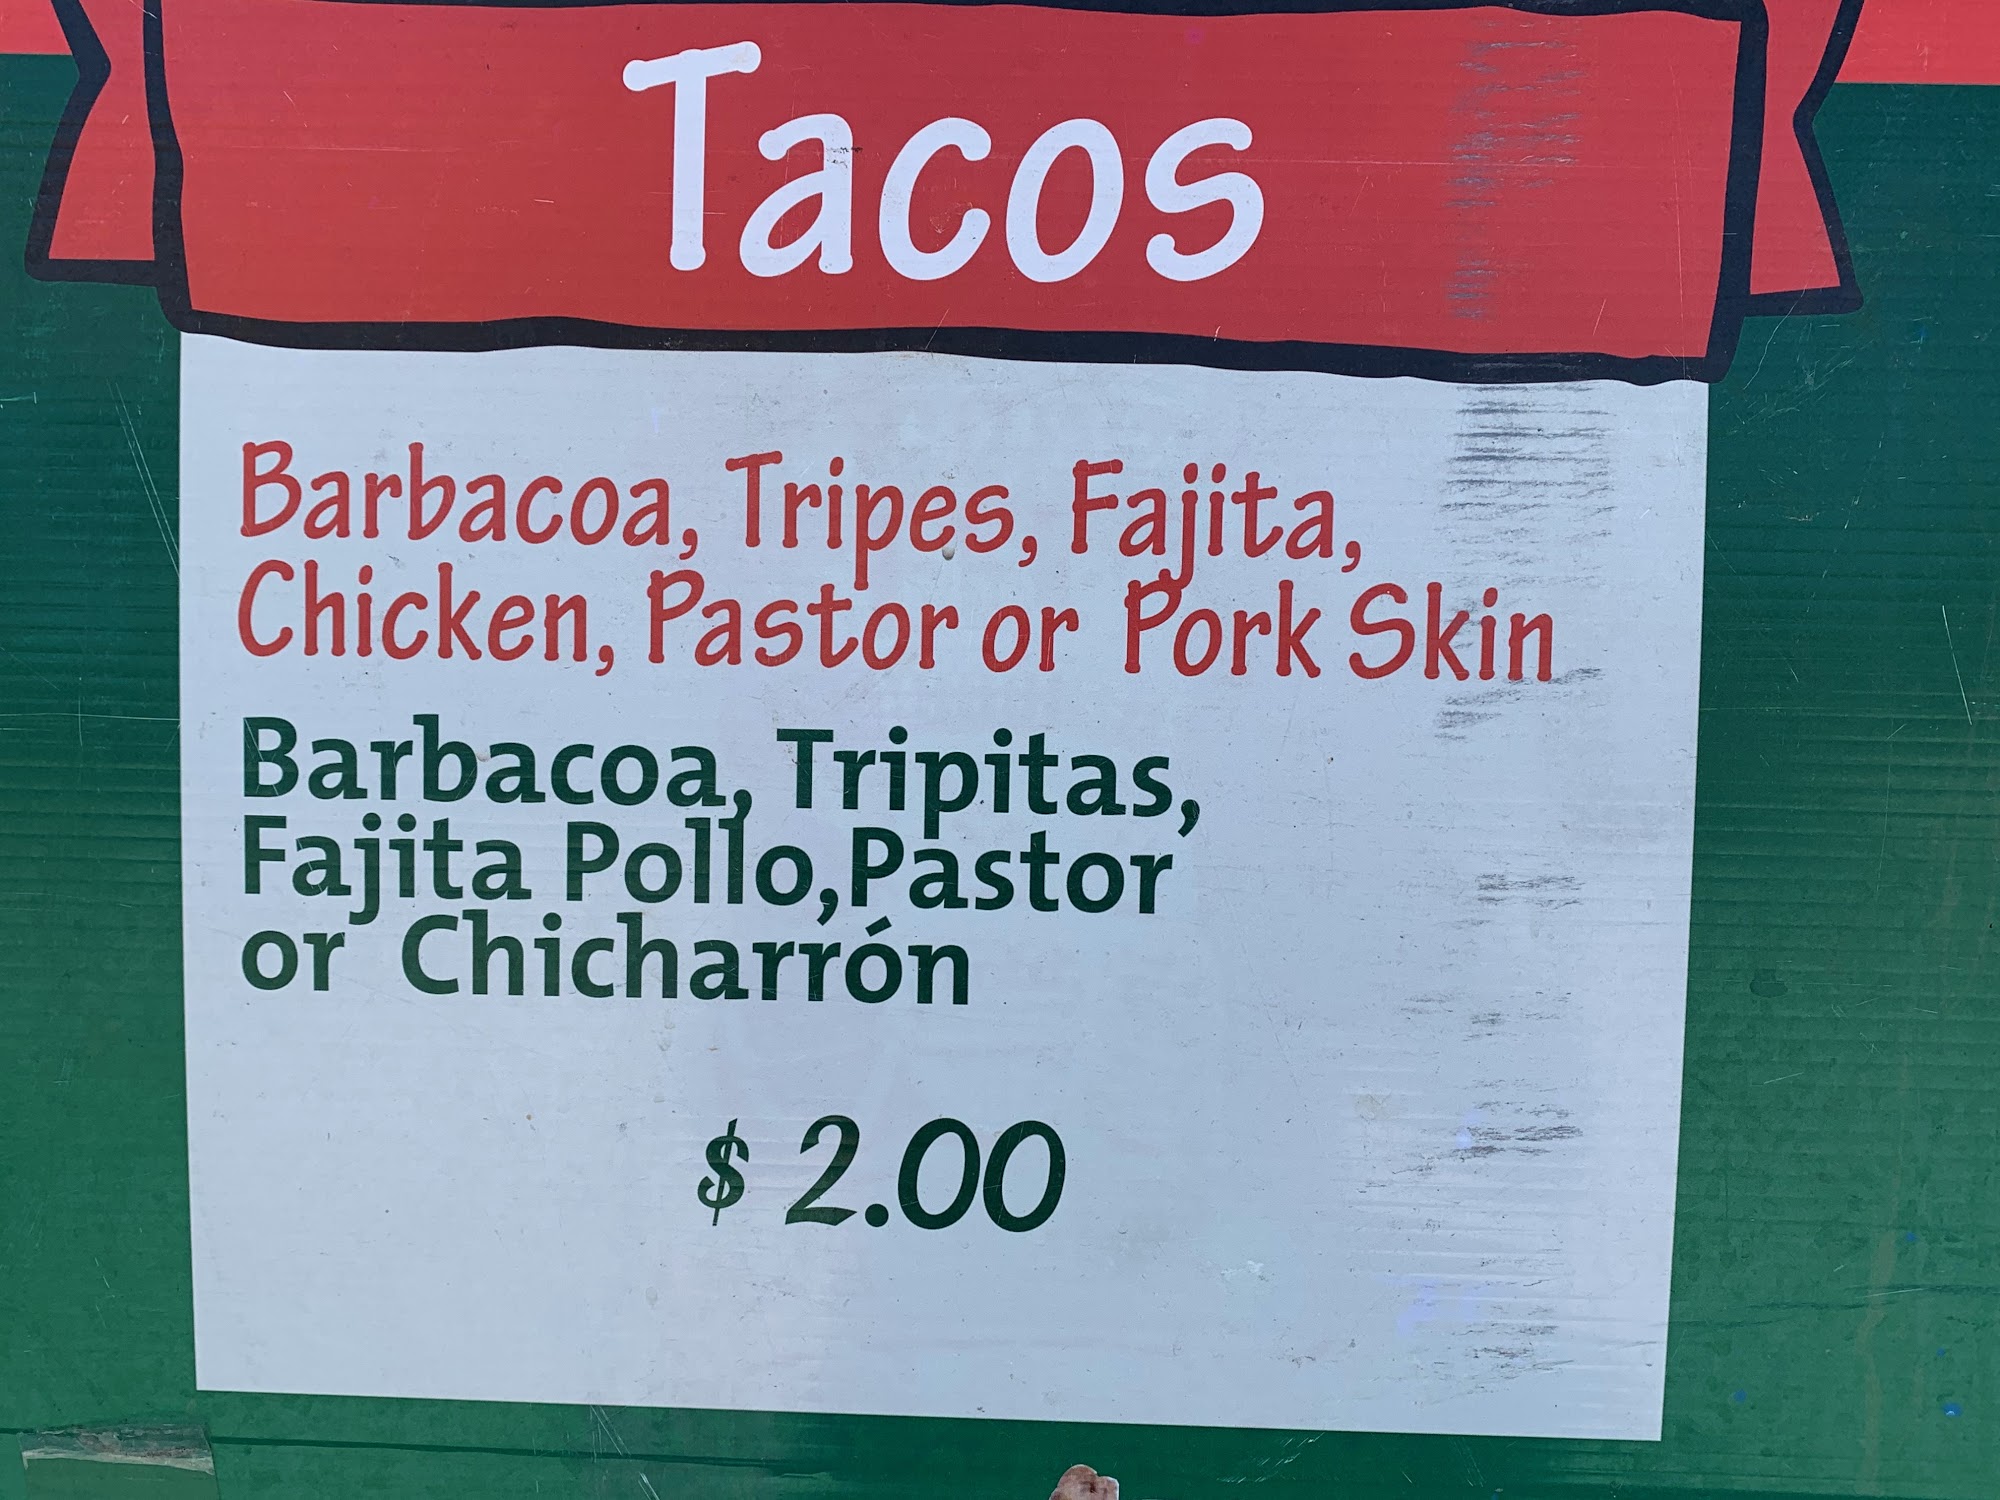 Tacos
Barbacoa, Tripes, Fajita,
Chicken, Pastor or Pork Skin
Barbacoa, Tripitas,
Fajita Pollo,Pastor
or Chicharrón
$ 2.00